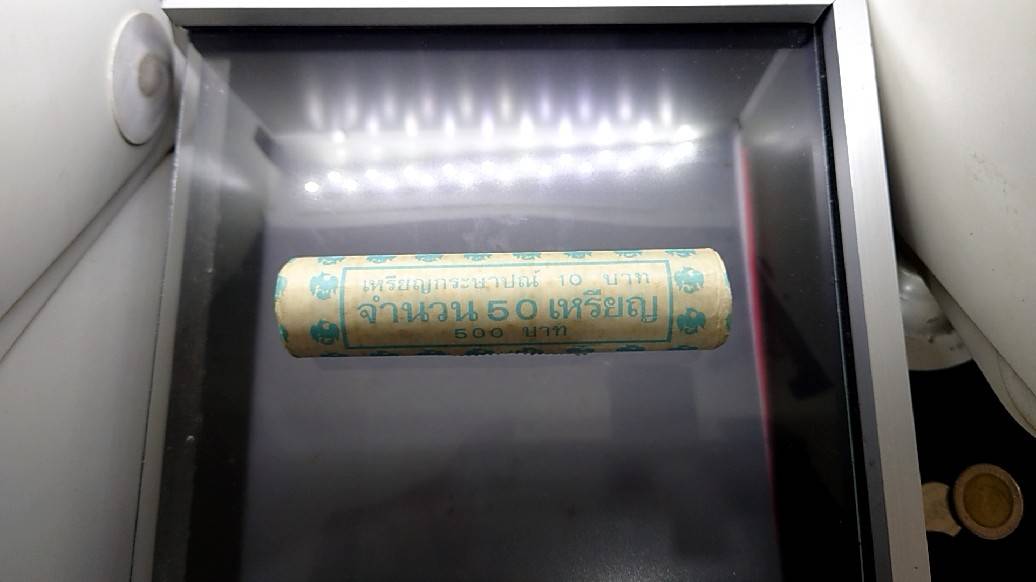 เหรียญกระษาปณ์ 10 บาท
จำนวน 50 เหรียญ
500 บาท